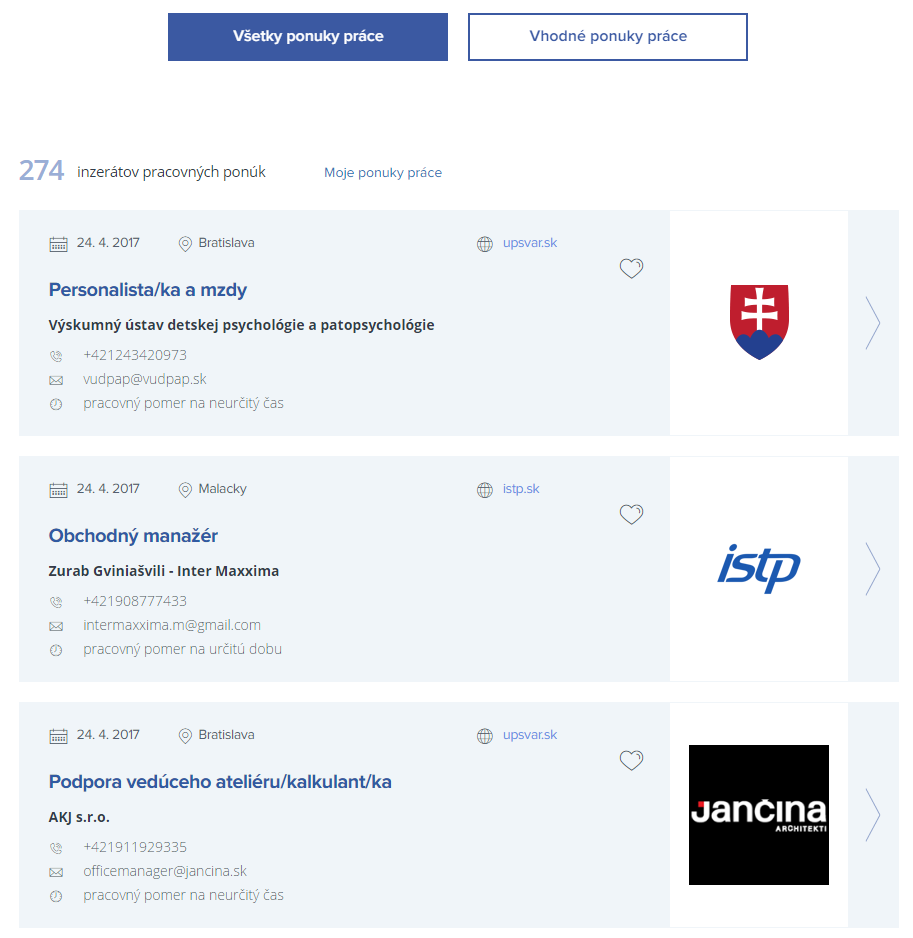 Všetky ponuky práce
Vhodné ponuky práce
274 inzerátov pracovných ponúk
Moje ponuky práce
24. 4. 2017
Bratislava
upsvar.sk
Personalista/ka a mzdy
Výskumný ústav detskej psychológie a patopsychológie
+421243420973
vudpap@vudpap.sk
pracovný pomer na neurčitý čas
24. 4. 2017
Malacky
istp.sk
Obchodný manažér
Zurab Gviniašvili - Inter Maxxima
+421908777433
intermaxxima.m@gmail.com
pracovný pomer na určitú dobu
istp
24. 4. 2017
Bratislava
upsvar.sk
Podpora vedúceho ateliéru/kalkulant/ka
AKJ s.r.o.
+421911929335
officemanager@jancina.sk
pracovný pomer na neurčitý čas
Jančina
ARCHITEKTI